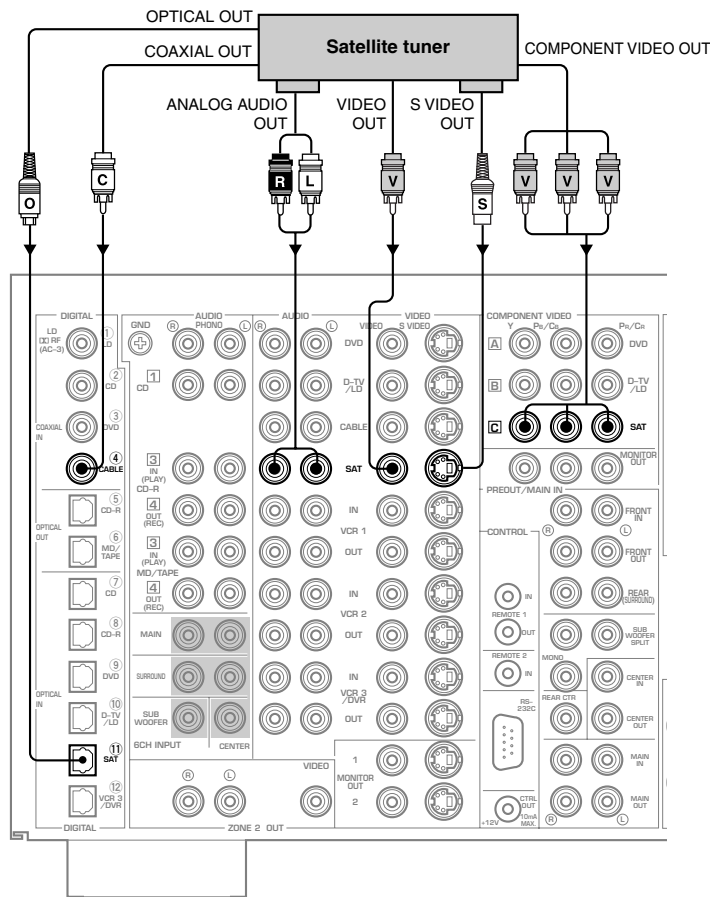 OPTICAL OUT
COAXIAL OUT
Satellite tuner
COMPONENT VIDEO OUT
ANALOG AUDIO
OUT
VIDEO
OUT
S VIDEO
OUT
O
C
R
L
V
S
V
V
V
DIGITAL
LD
RF
(AC-3)
① LD
② CD
COAXIAL
IN
③ DVD
④ CABLE
OPTICAL
OUT
⑤ CD-R
⑥ MD/
TAPE
⑦ CD
⑧ CD-R
⑨ DVD
OPTICAL
IN
⑩ D-TV
/LD
⑪ SAT
⑫ VCR 3
/DVR
DIGITAL
GND
AUDIO
PHONO
R
L
1
CD
3
IN
(PLAY)
CD-R
4
OUT
(REC)
3
IN
(PLAY)
MD/TAPE
4
OUT
(REC)
MAIN
SURROUND
SUB
WOOFER
6CH INPUT
CENTER
R
L
VIDEO
ZONE 2 OUT
AUDIO
R
L
VIDEO
VIDEO
S VIDEO
DVD
D-TV
/LD
CABLE
SAT
IN
VCR 1
OUT
IN
VCR 2
OUT
IN
VCR 3
/DVR
OUT
1
MONITOR
OUT
2
COMPONENT VIDEO
Y
PB/CB
PR/CR
A
DVD
B
D-TV
/LD
C
SAT
MONITOR
OUT
PREOUT/MAIN IN
R
L
FRONT
IN
FRONT
OUT
REAR
(SURROUND)
SUB
WOOFER
SPLIT
MONO
CENTER
IN
REAR CTR
CENTER
OUT
MAIN
IN
MAIN
OUT
R
L
CONTROL
IN
REMOTE 1
OUT
REMOTE 2
IN
RS-
232C
CTRL
OUT
+12V
10mA
MAX.